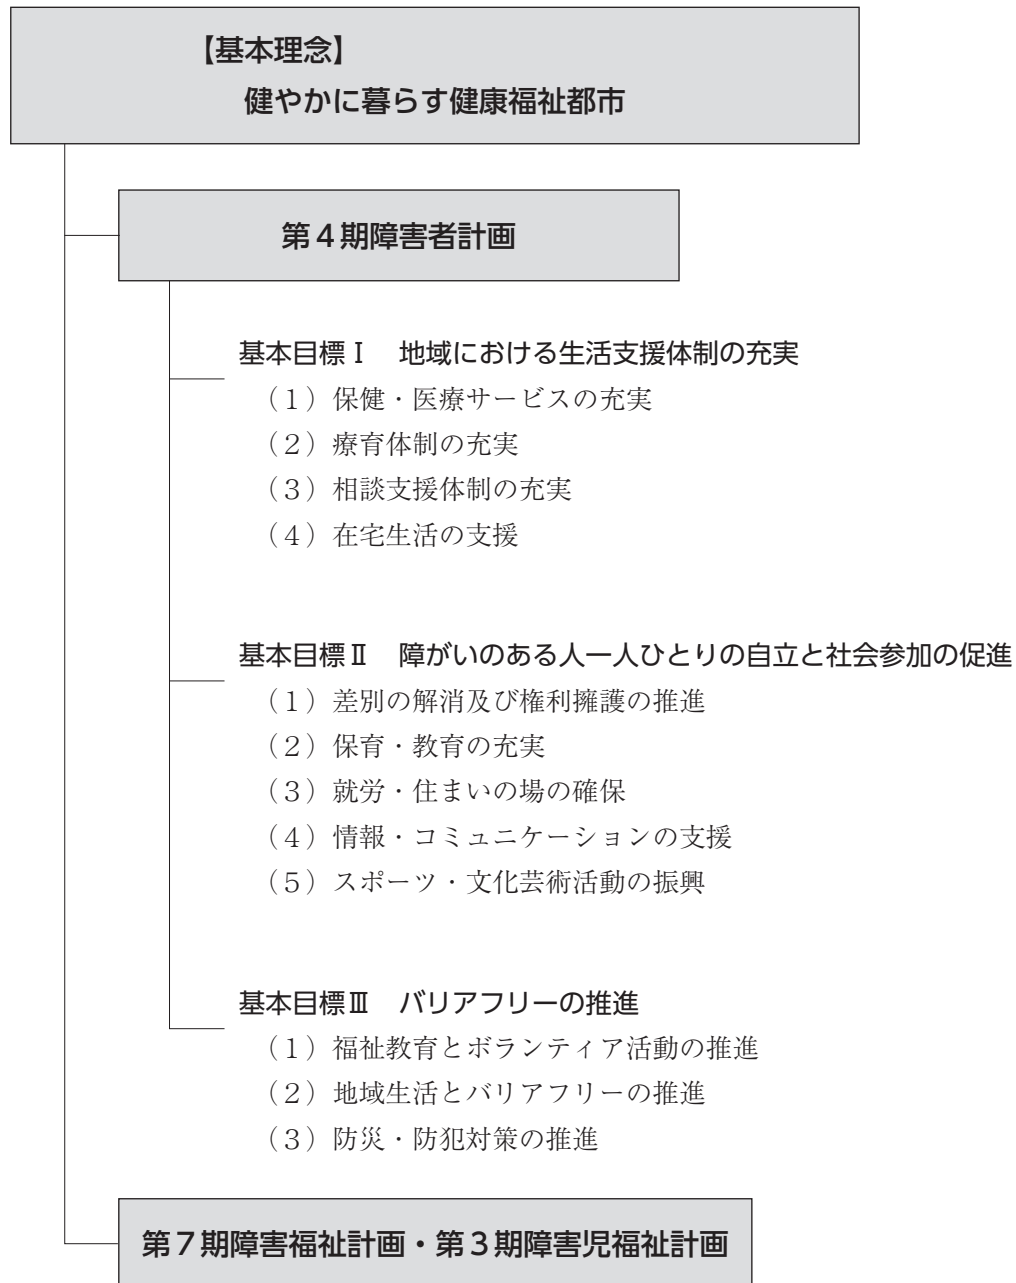 【基本理念】
健やかに暮らす健康福祉都市
第４期障害者計画
基本目標Ⅰ　地域における生活支援体制の充実
（１）保健・医療サービスの充実
（２）療育体制の充実
（３）相談支援体制の充実
（４）在宅生活の支援
基本目標Ⅱ　障がいのある人一人ひとりの自立と社会参加の促進
（１）差別の解消及び権利擁護の推進
（２）保育・教育の充実
（３）就労・住まいの場の確保
（４）情報・コミュニケーションの支援
（５）スポーツ・文化芸術活動の振興
基本目標Ⅲ　バリアフリーの推進
（１）福祉教育とボランティア活動の推進
（２）地域生活とバリアフリーの推進
（３）防災・防犯対策の推進
第７期障害福祉計画・第３期障害児福祉計画